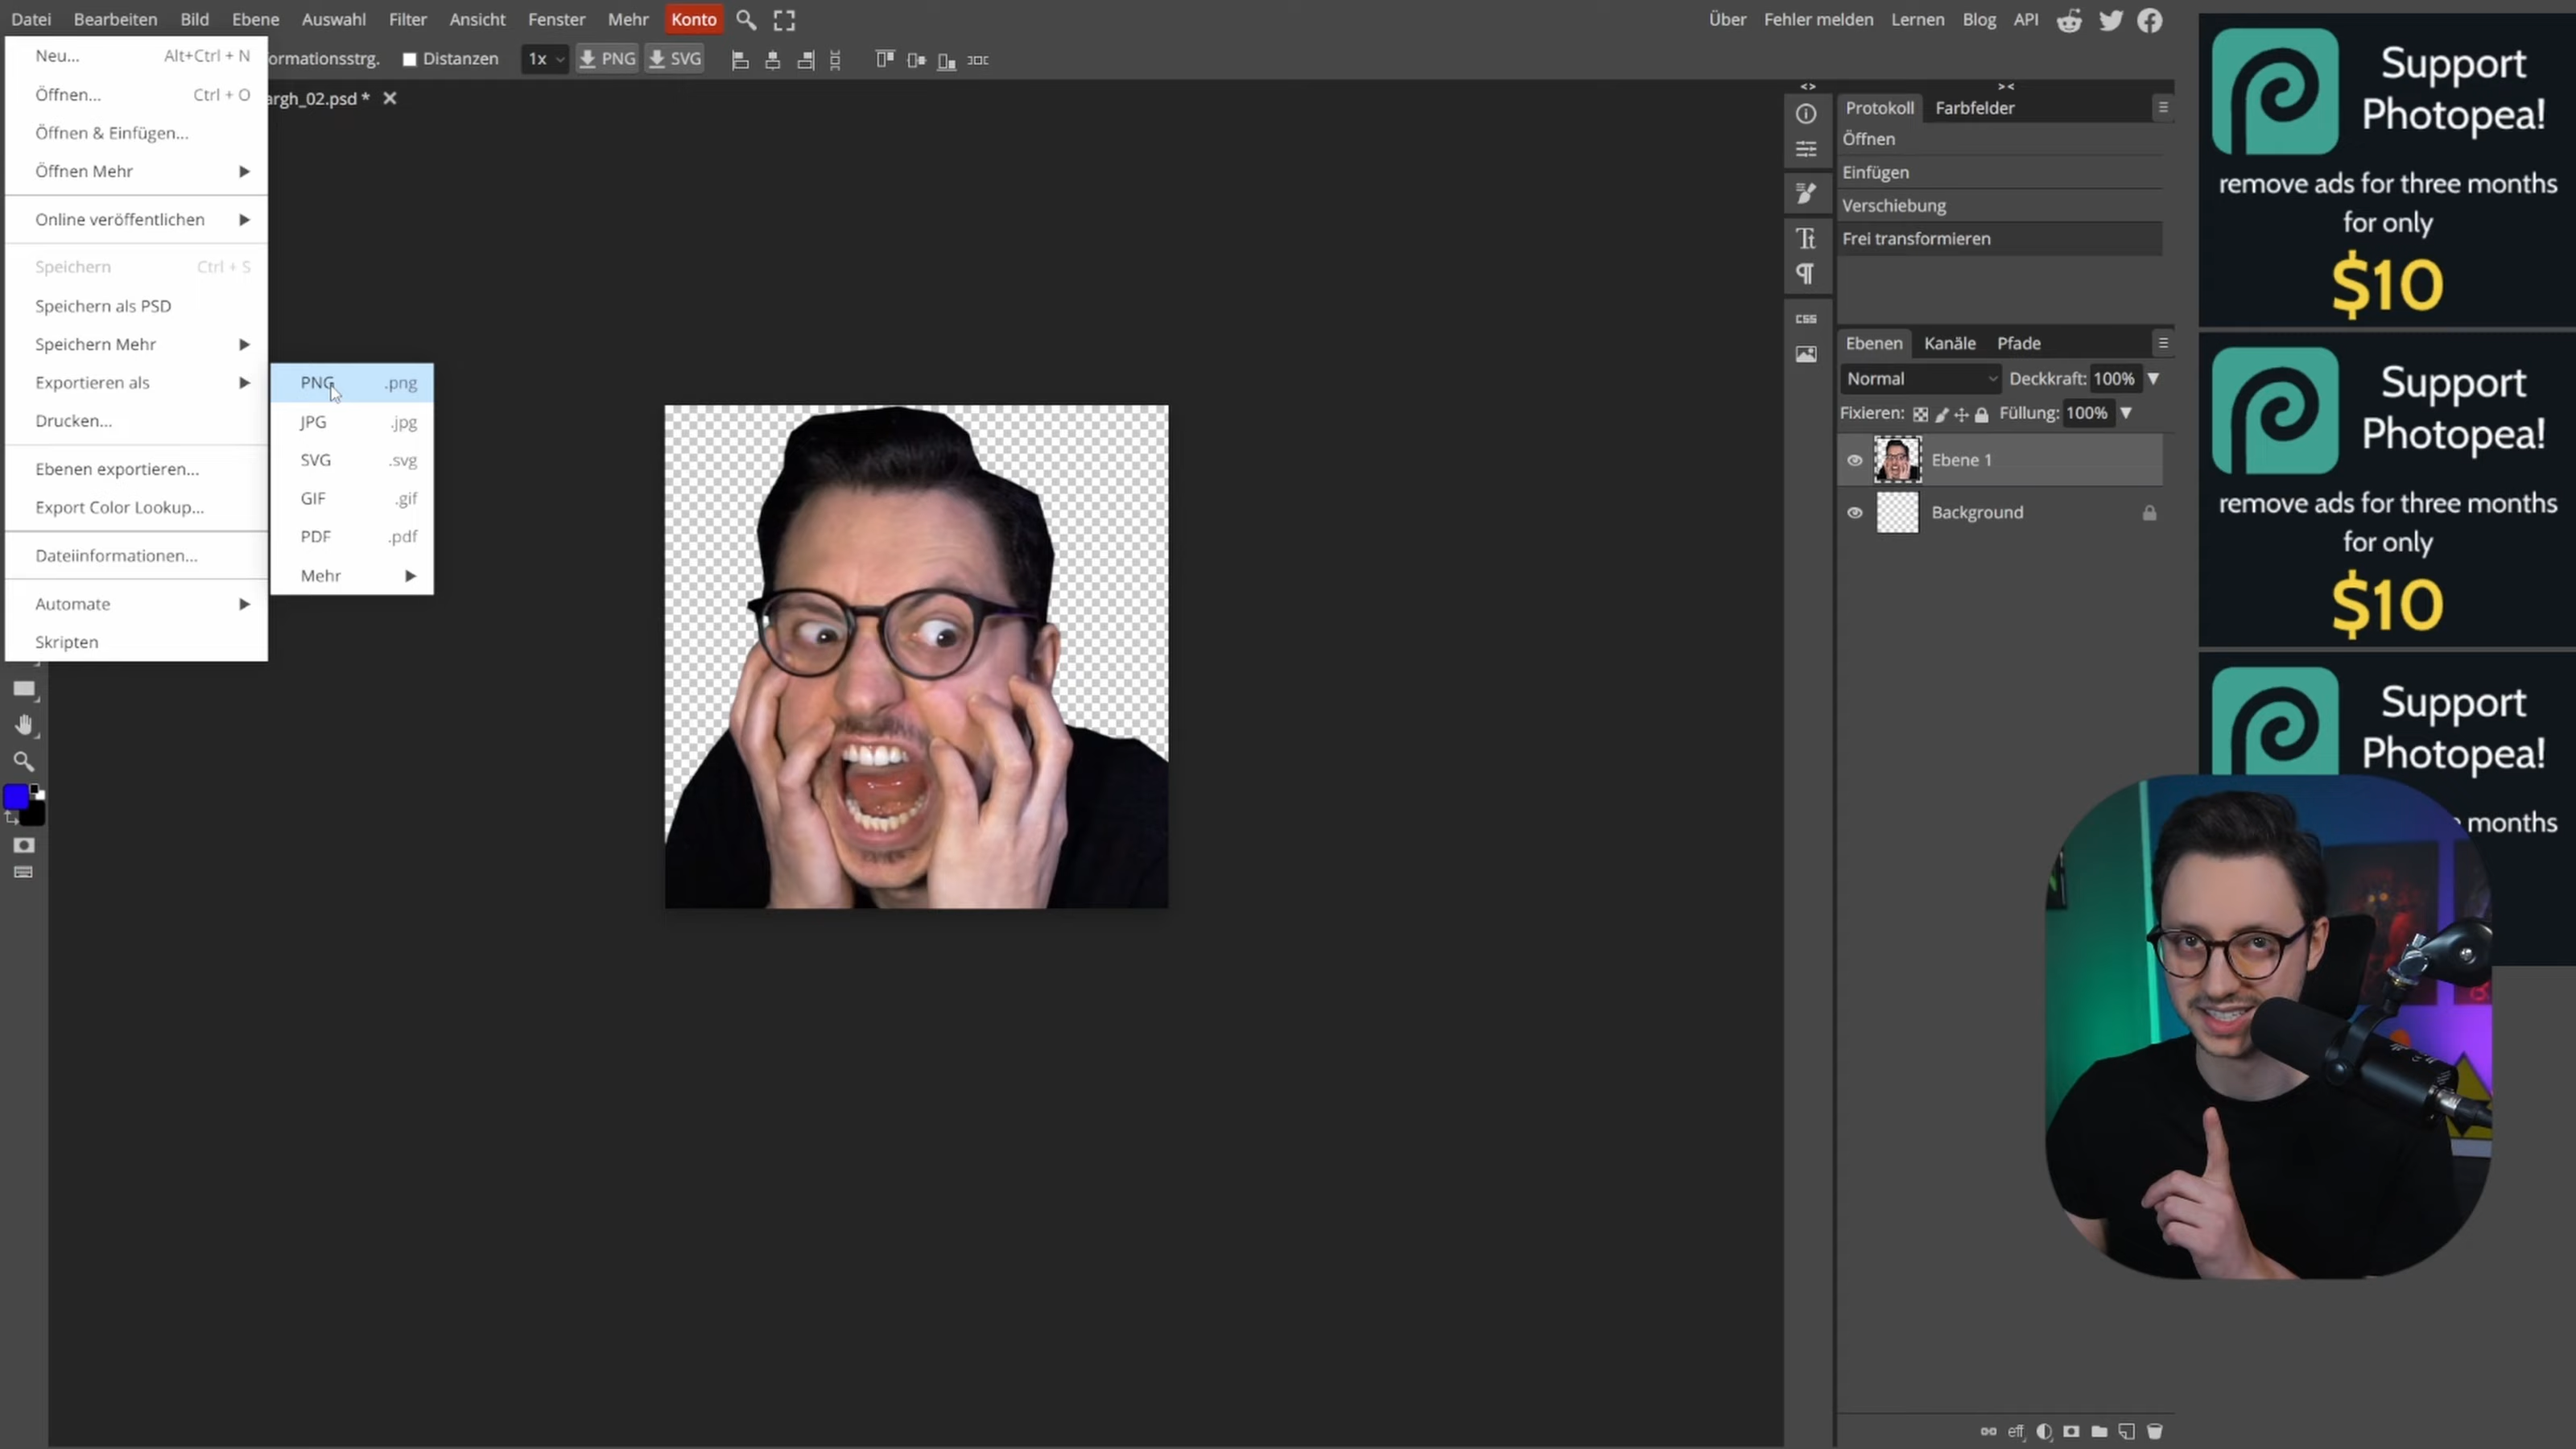 Datei Bearbeiten Bild Ebene Auswahl Filter Ansicht Fenster Mehr Konto
Über Fehler melden Lernen Blog API
ormationsstrg. Distanzen 1x PNG SVG
argh_02.psd *
Neu... Alt+Ctrl + N
Öffnen... Ctrl + O
Öffnen & Einfügen...
Öffnen Mehr
Online veröffentlichen
Speichern Ctrl + S
Speichern als PSD
Speichern Mehr
Exportieren als
Drucken...
Ebenen exportieren...
Export Color Lookup...
Dateiinformationen...
Automate
Skripten
PNG .png
JPG .jpg
SVG .svg
GIF .gif
PDF .pdf
Mehr
Protokoll Farbfelder
Öffnen
Einfügen
Verschiebung
Frei transformieren
CSS
Ebenen Kanäle Pfade
Normal Deckkraft: 100%
Fixieren: Füllung: 100%
Ebene 1
Background
eff
Support
Photopea!
remove ads for three months
for only
$10
Support
Photopea!
remove ads for three months
for only
$10
Support
Photopea!
months